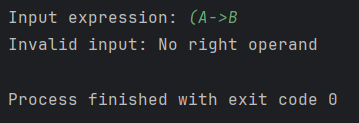 Input expression: (A->B
Invalid input: No right operand
Process finished with exit code 0